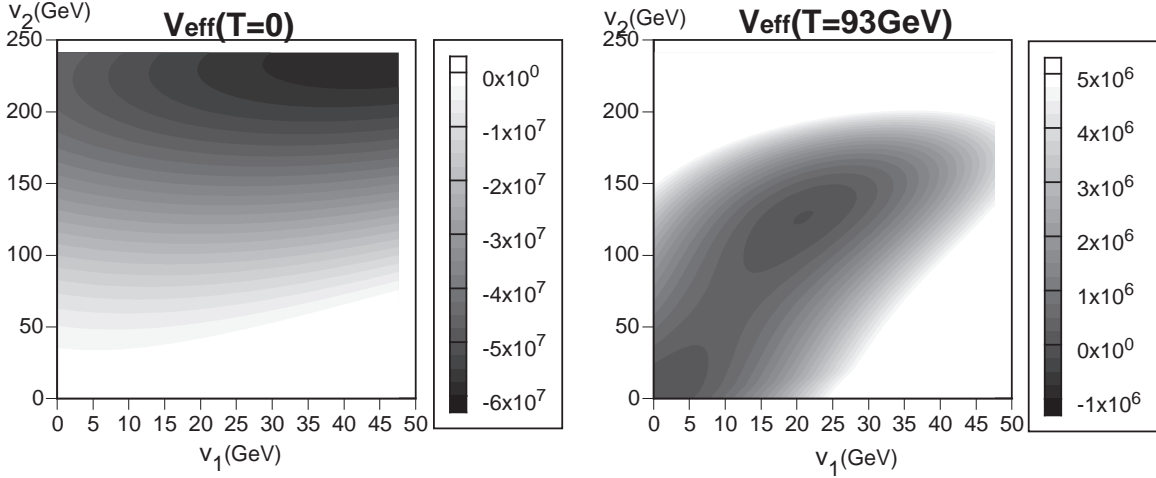 Veff(T=0)
v2(GeV)
250
200
150
100
50
0
0 5 10 15 20 25 30 35 40 45 50
v1(GeV)
0x10^0
-1x10^7
-2x10^7
-3x10^7
-4x10^7
-5x10^7
-6x10^7
Veff(T=93GeV)
v2(GeV)
250
200
150
100
50
0
0 5 10 15 20 25 30 35 40 45 50
v1(GeV)
5x10^6
4x10^6
3x10^6
2x10^6
1x10^6
0x10^0
-1x10^6